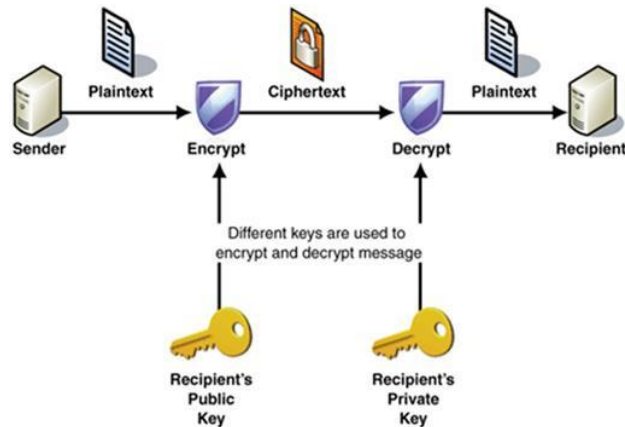 Plaintext
Ciphertext
Plaintext
Sender
Encrypt
Decrypt
Recipient
Different keys are used to
encrypt and decrypt message
Recipient's
Public
Key
Recipient's
Private
Key